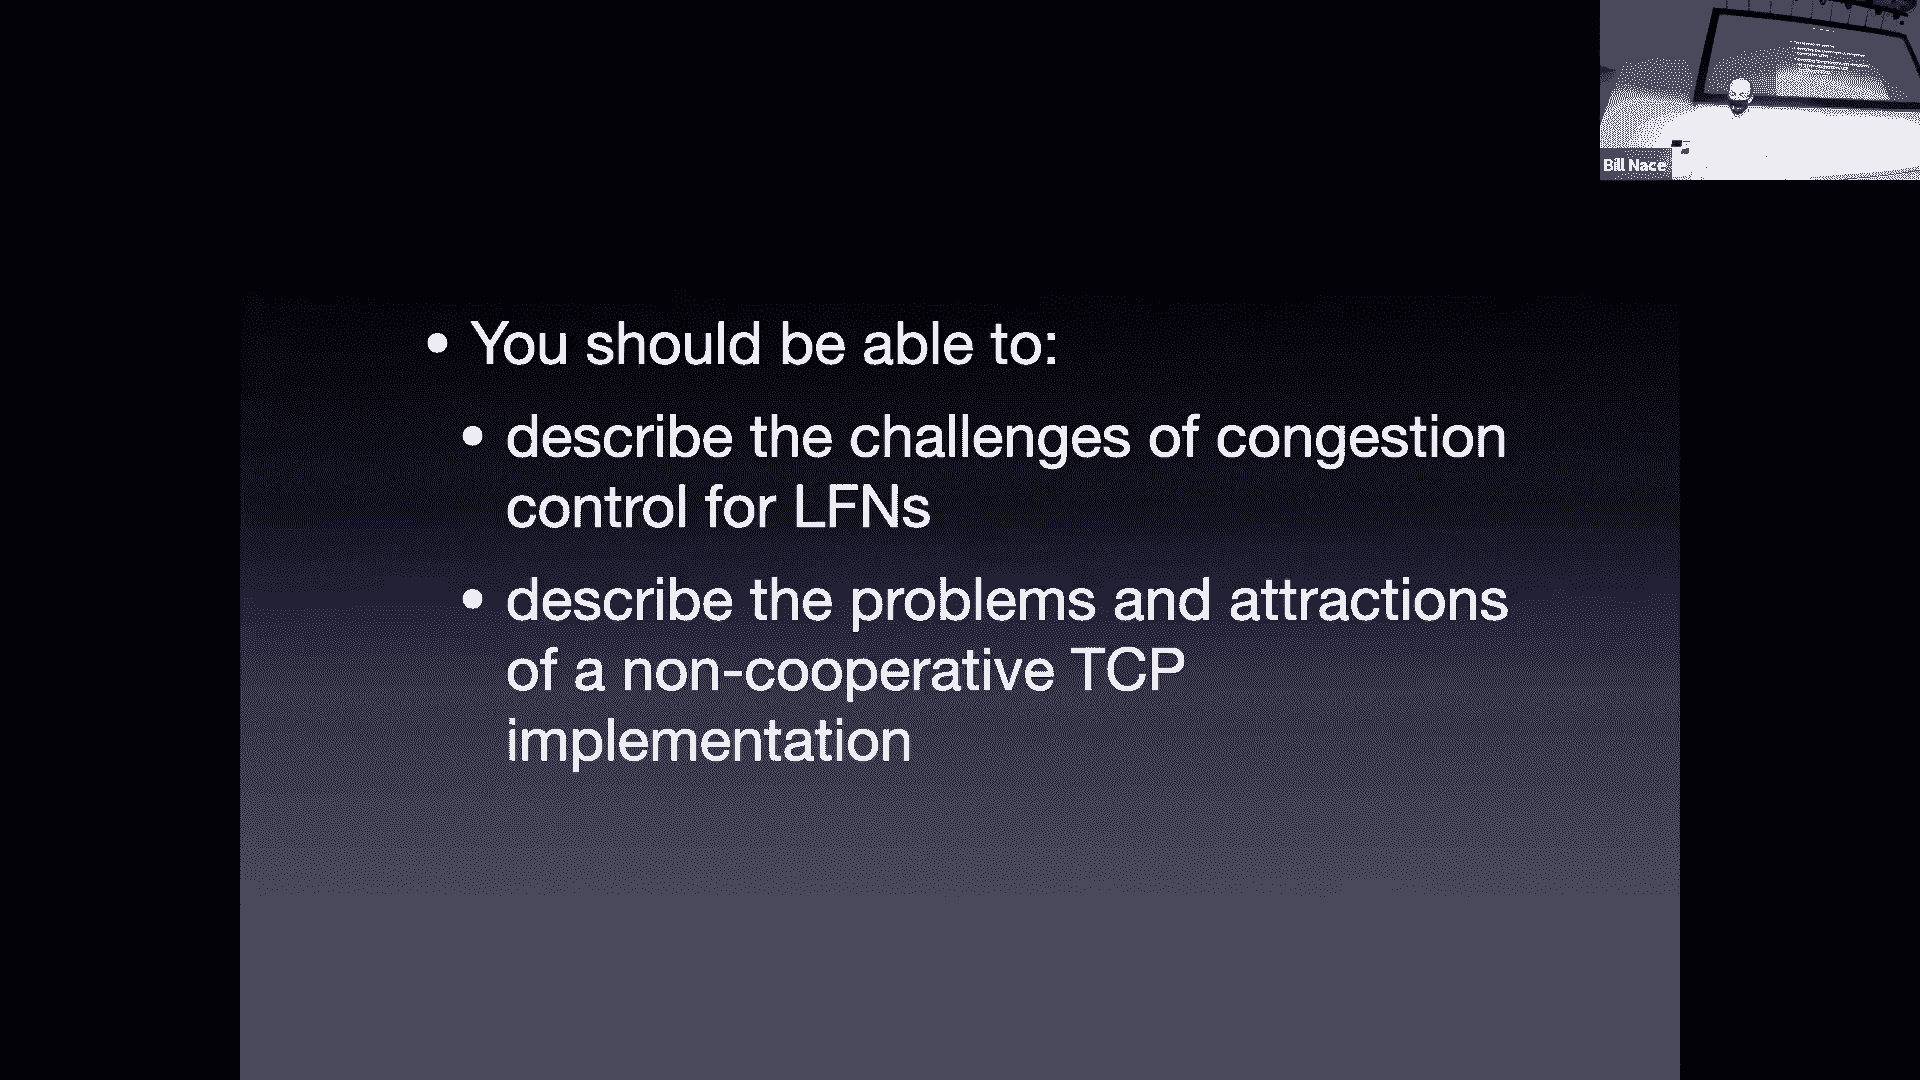 Bill Nace
• You should be able to:
• describe the challenges of congestion
control for LFNs
• describe the problems and attractions
of a non-cooperative TCP
implementation